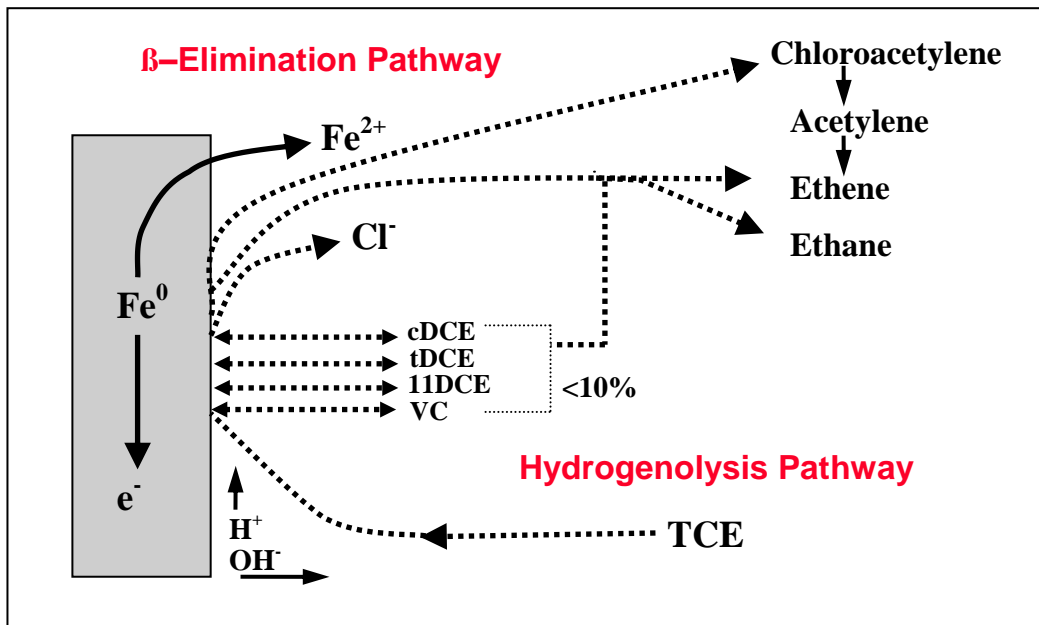 ß–Elimination Pathway
Chloroacetylene
Acetylene
Ethene
Ethane
Fe²⁺
Cl⁻
Fe⁰
e⁻
cDCE
tDCE
11DCE
VC
<10%
Hydrogenolysis Pathway
H⁺
OH⁻
TCE